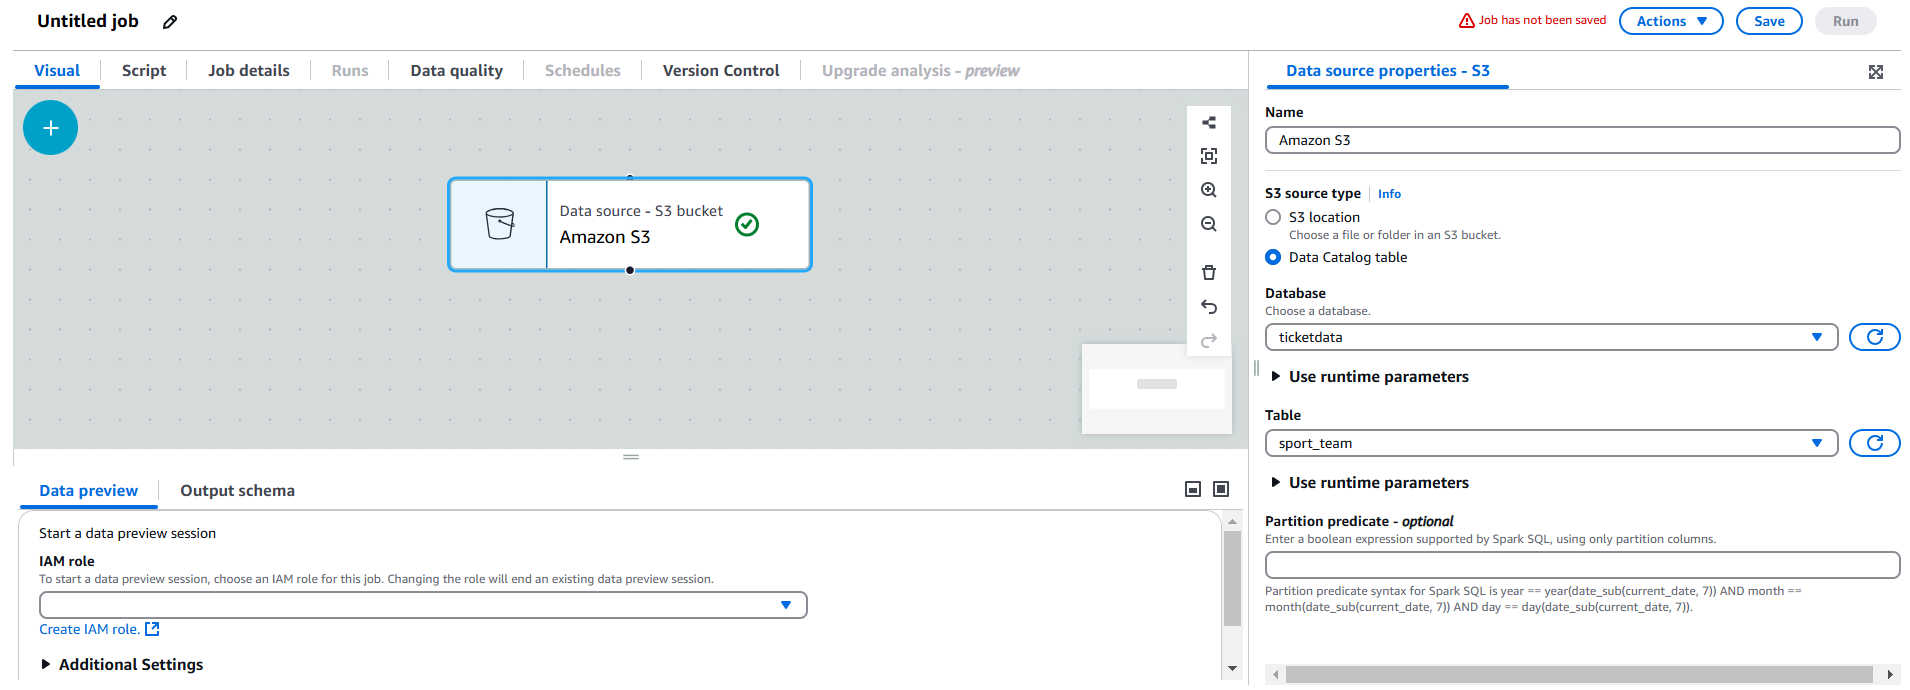 Untitled job
Job has not been saved
Actions
Save
Run
Visual
Script
Job details
Runs
Data quality
Schedules
Version Control
Upgrade analysis - preview
Data source - S3 bucket
Amazon S3
Data preview
Output schema
Start a data preview session
IAM role
To start a data preview session, choose an IAM role for this job. Changing the role will end an existing data preview session.
Create IAM role.
Additional Settings
Data source properties - S3
Name
Amazon S3
S3 source type
Info
S3 location
Choose a file or folder in an S3 bucket.
Data Catalog table
Database
Choose a database.
ticketdata
Use runtime parameters
Table
sport_team
Use runtime parameters
Partition predicate - optional
Enter a boolean expression supported by Spark SQL, using only partition columns.
Partition predicate syntax for Spark SQL is year == year(date_sub(current_date, 7)) AND month ==
month(date_sub(current_date, 7)) AND day == day(date_sub(current_date, 7)).